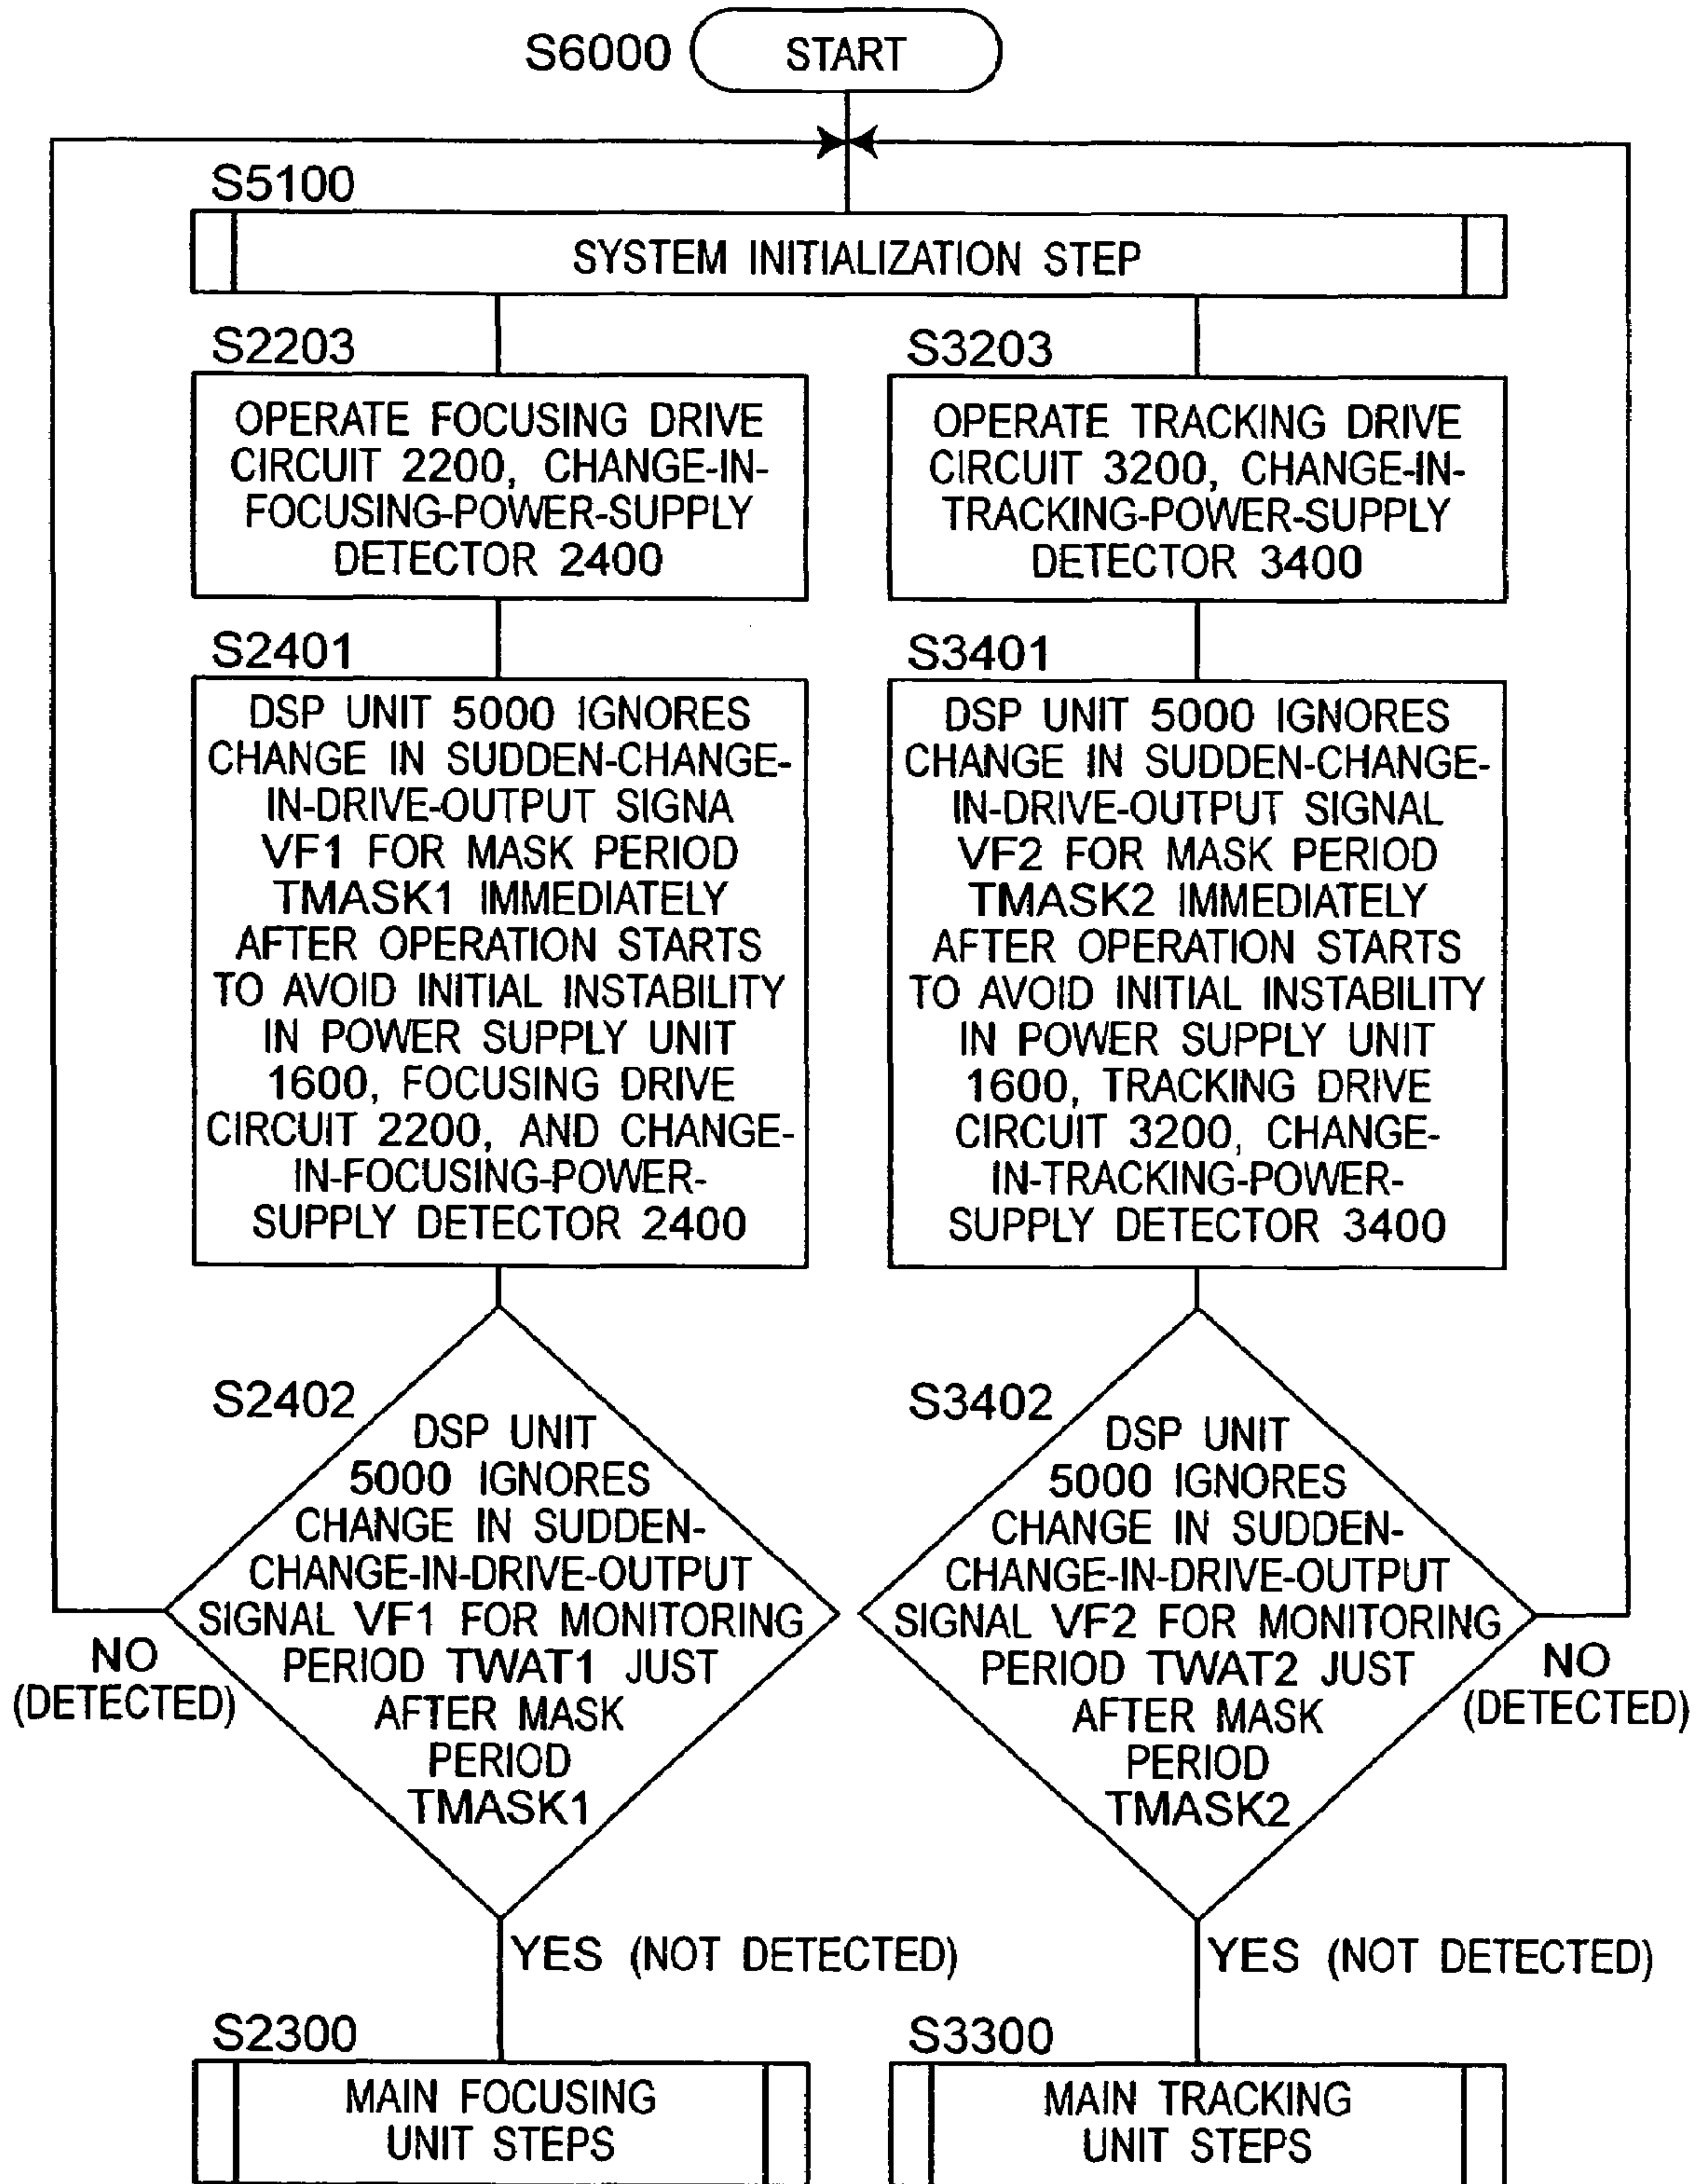 S6000
START
S5100
SYSTEM INITIALIZATION STEP
S2203
OPERATE FOCUSING DRIVE
CIRCUIT 2200, CHANGE-IN-
FOCUSING-POWER-SUPPLY
DETECTOR 2400
S3203
OPERATE TRACKING DRIVE
CIRCUIT 3200, CHANGE-IN-
TRACKING-POWER-SUPPLY
DETECTOR 3400
S2401
DSP UNIT 5000 IGNORES
CHANGE IN SUDDEN-CHANGE-
IN-DRIVE-OUTPUT SIGNA
VF1 FOR MASK PERIOD
TMASK1 IMMEDIATELY
AFTER OPERATION STARTS
TO AVOID INITIAL INSTABILITY
IN POWER SUPPLY UNIT
1600, FOCUSING DRIVE
CIRCUIT 2200, AND CHANGE-
IN-FOCUSING-POWER-
SUPPLY DETECTOR 2400
S3401
DSP UNIT 5000 IGNORES
CHANGE IN SUDDEN-CHANGE-
IN-DRIVE-OUTPUT SIGNAL
VF2 FOR MASK PERIOD
TMASK2 IMMEDIATELY
AFTER OPERATION STARTS
TO AVOID INITIAL INSTABILITY
IN POWER SUPPLY UNIT
1600, TRACKING DRIVE
CIRCUIT 3200, CHANGE-
IN-TRACKING-POWER-
SUPPLY DETECTOR 3400
S2402
DSP UNIT
5000 IGNORES
CHANGE IN SUDDEN-
CHANGE-IN-DRIVE-OUTPUT
SIGNAL VF1 FOR MONITORING
PERIOD TWAT1 JUST
AFTER MASK
PERIOD
TMASK1
NO
(DETECTED)
YES (NOT DETECTED)
S3402
DSP UNIT
5000 IGNORES
CHANGE IN SUDDEN-
CHANGE-IN-DRIVE-OUTPUT
SIGNAL VF2 FOR MONITORING
PERIOD TWAT2 JUST
AFTER MASK
PERIOD
TMASK2
NO
(DETECTED)
YES (NOT DETECTED)
S2300
MAIN FOCUSING
UNIT STEPS
S3300
MAIN TRACKING
UNIT STEPS